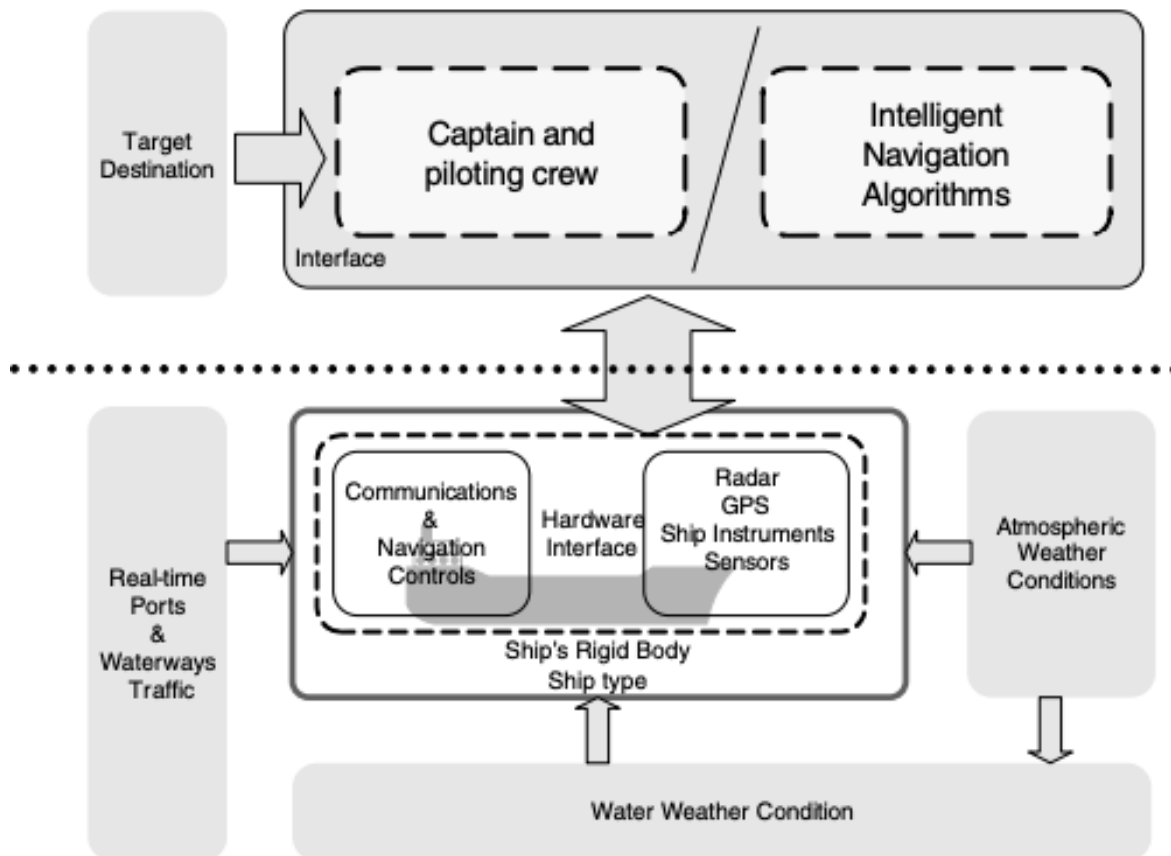 Target
Destination
Captain and
piloting crew
Intelligent
Navigation
Algorithms
Interface
Real-time
Ports
&
Waterways
Traffic
Communications
&
Navigation
Controls
Hardware
Interface
Radar
GPS
Ship Instruments
Sensors
Ship's Rigid Body
Ship type
Atmospheric
Weather
Conditions
Water Weather Condition